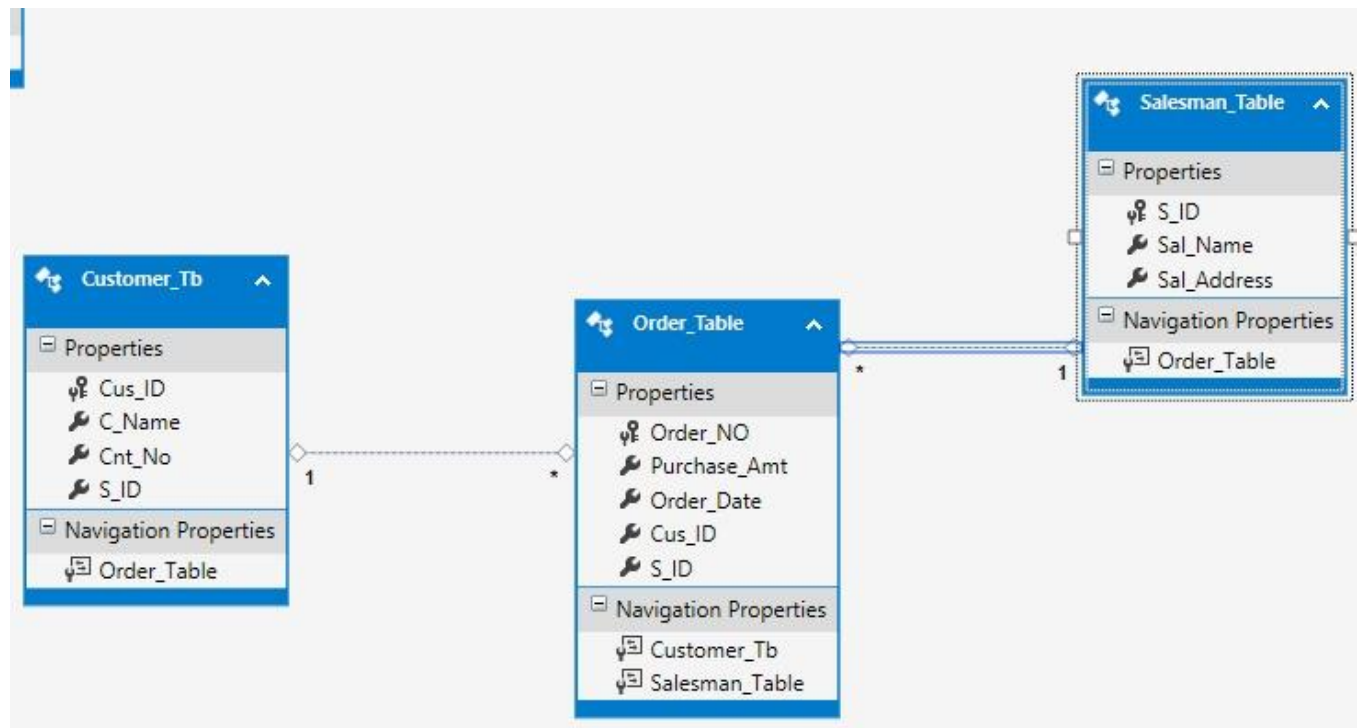 Customer_Tb
Properties
Cus_ID
C_Name
Cnt_No
S_ID
Navigation Properties
Order_Table
1
*
Order_Table
Properties
Order_NO
Purchase_Amt
Order_Date
Cus_ID
S_ID
Navigation Properties
Customer_Tb
Salesman_Table
*
1
Salesman_Table
Properties
S_ID
Sal_Name
Sal_Address
Navigation Properties
Order_Table